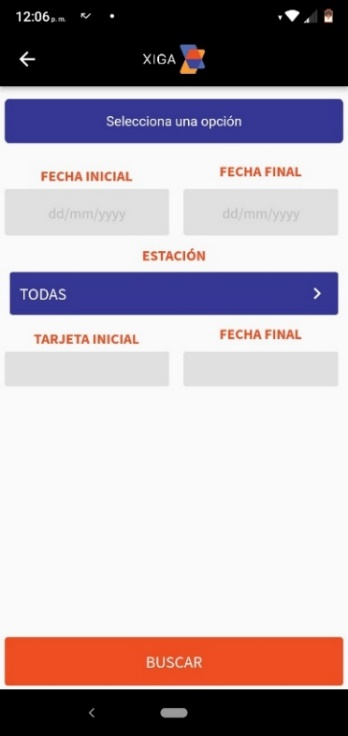 12:06 p. m.
XIGA
Selecciona una opción
FECHA INICIAL
FECHA FINAL
dd/mm/yyyy
dd/mm/yyyy
ESTACIÓN
TODAS
TARJETA INICIAL
FECHA FINAL
BUSCAR